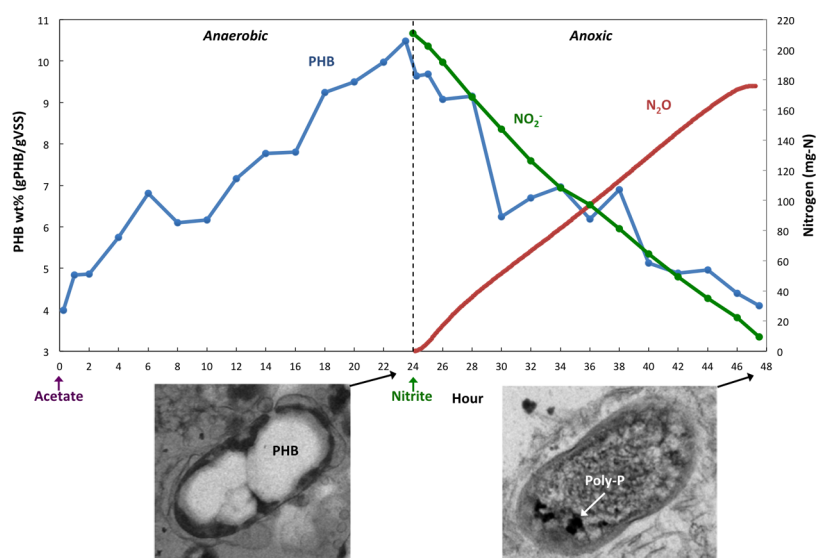 Anaerobic
Anoxic
PHB
NO₂⁻
N₂O
PHB wt% (gPHB/gVSS)
11
10
9
8
7
6
5
4
3
Nitrogen (mg-N)
220
200
180
160
140
120
100
80
60
40
20
0
0 2 4 6 8 10 12 14 16 18 20 22 24 26 28 30 32 34 36 38 40 42 44 46 48
Acetate
Nitrite
Hour
PHB
Poly-P